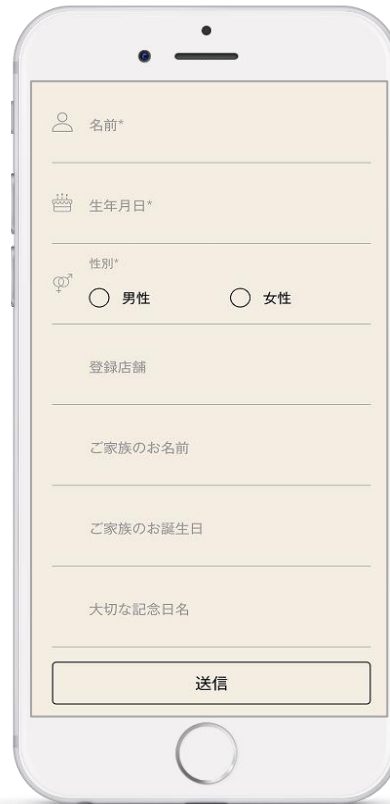 名前*
生年月日*
性別*
男性 女性
登録店舗
ご家族のお名前
ご家族のお誕生日
大切な記念日名
送信